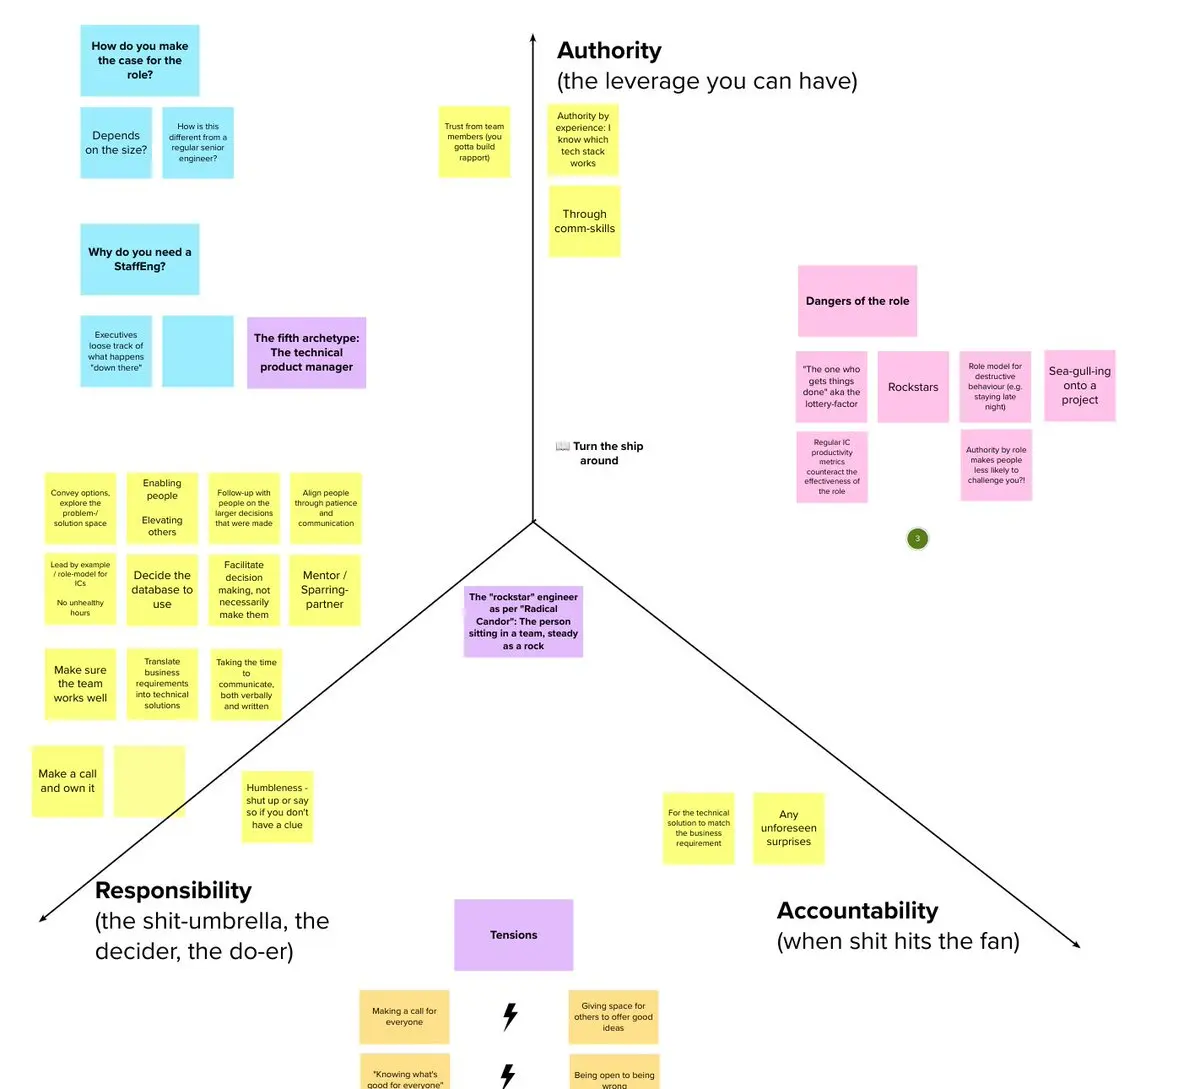 How do you make
the case for the
role?
Depends
on the size?
How is this
different from a
regular senior
engineer?
Why do you need a
StaffEng?
Executives
loose track of
what happens
"down there"
The fifth archetype:
The technical
product manager
Authority
(the leverage you can have)
Trust from team
members (you
gotta build
rapport)
Authority by
experience: I
know which
tech stack
works
Through
comm-skills
Dangers of the role
"The one who
gets things
done" aka the
lottery-factor
Rockstars
Role model for
destructive
behaviour (e.g.
staying late
night)
Sea-gull-ing
onto a
project
Regular IC
productivity
metrics
counteract the
effectiveness of
the role
Authority by role
makes people
less likely to
challenge you?!
3
📖 Turn the ship
around
Convey options,
explore the
problem-/
solution space
Enabling
people
Elevating
others
Follow-up with
people on the
larger decisions
that were made
Align people
through patience
and
communication
Lead by example
/ role-model for
ICs
No unhealthy
hours
Decide the
database to
use
Facilitate
decision
making, not
necessarily
make them
Mentor /
Sparring-
partner
Make sure
the team
works well
Translate
business
requirements
into technical
solutions
Taking the time
to
communicate,
both verbally
and written
Make a call
and own it
Humbleness -
shut up or say
so if you don't
have a clue
The "rockstar" engineer
as per "Radical
Candor": The person
sitting in a team, steady
as a rock
For the technical
solution to match
the business
requirement
Any
unforeseen
surprises
Responsibility
(the shit-umbrella, the
decider, the do-er)
Accountability
(when shit hits the fan)
Tensions
Making a call for
everyone
Giving space for
others to offer good
ideas
"Knowing what's
good for everyone"
Being open to being
wrong